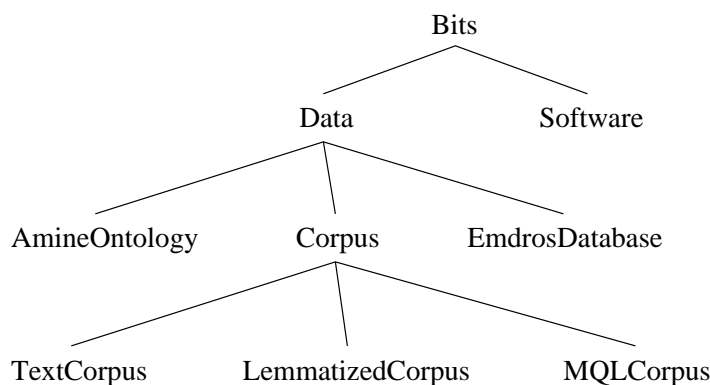 Bits
Data Software
AmineOntology Corpus EmdrosDatabase
TextCorpus LemmatizedCorpus MQLCorpus